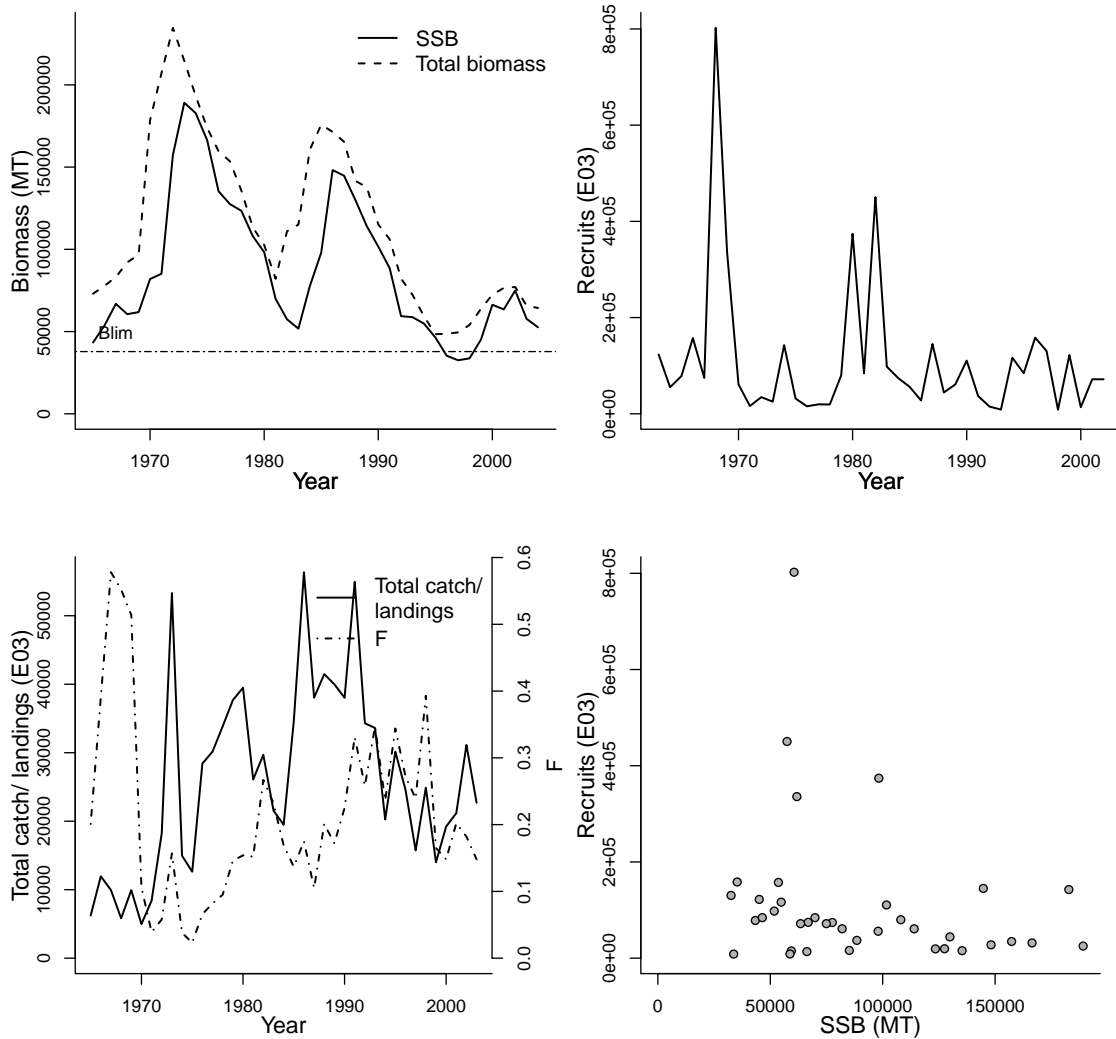 SSB
Total biomass
Biomass (MT)
200000
150000
100000
50000
0
Blim
1970
1980
1990
2000
Year
Recruits (E03)
8e+05
6e+05
4e+05
2e+05
0e+00
1970
1980
1990
2000
Year
Total catch/
landings
F
Total catch/ landings (E03)
50000
40000
30000
20000
10000
0
0.6
0.5
0.4
0.3
0.2
0.1
0.0
F
1970
1980
1990
2000
Year
Recruits (E03)
8e+05
6e+05
4e+05
2e+05
0e+00
0
50000
100000
150000
SSB (MT)